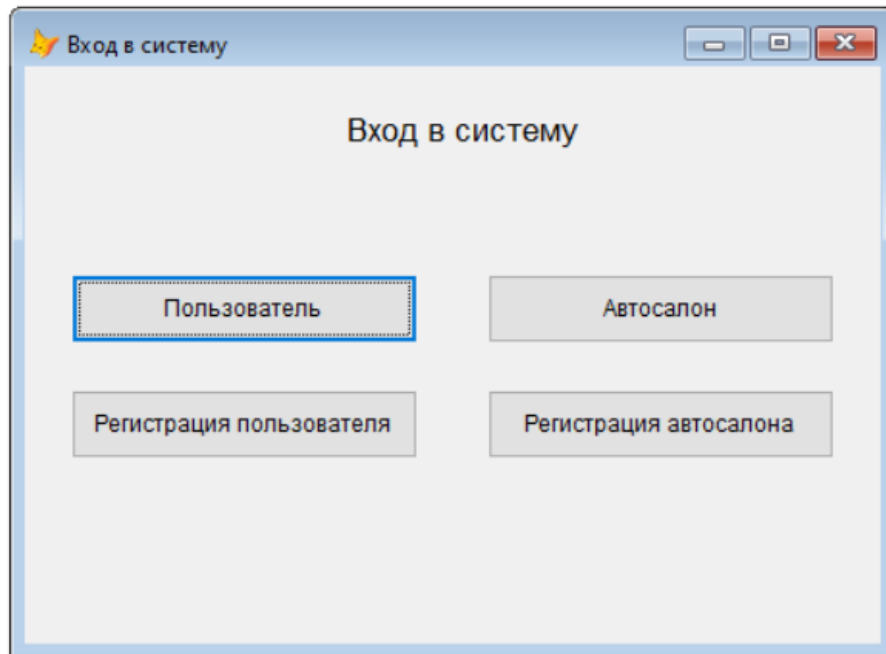 Вход в систему
Вход в систему
Пользователь
Автосалон
Регистрация пользователя
Регистрация автосалона